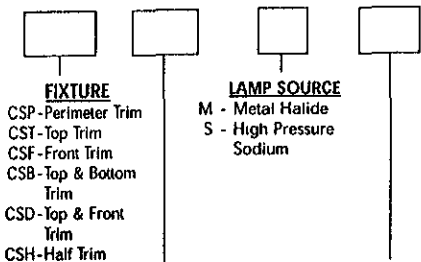 FIXTURE
CSP-Perimeter Trim
CST-Top Trim
CSF-Front Trim
CSB-Top & Bottom
Trim
CSD-Top & Front
Trim
CSH-Half Trim
LAMP SOURCE
M - Metal Halide
S - High Pressure
Sodium